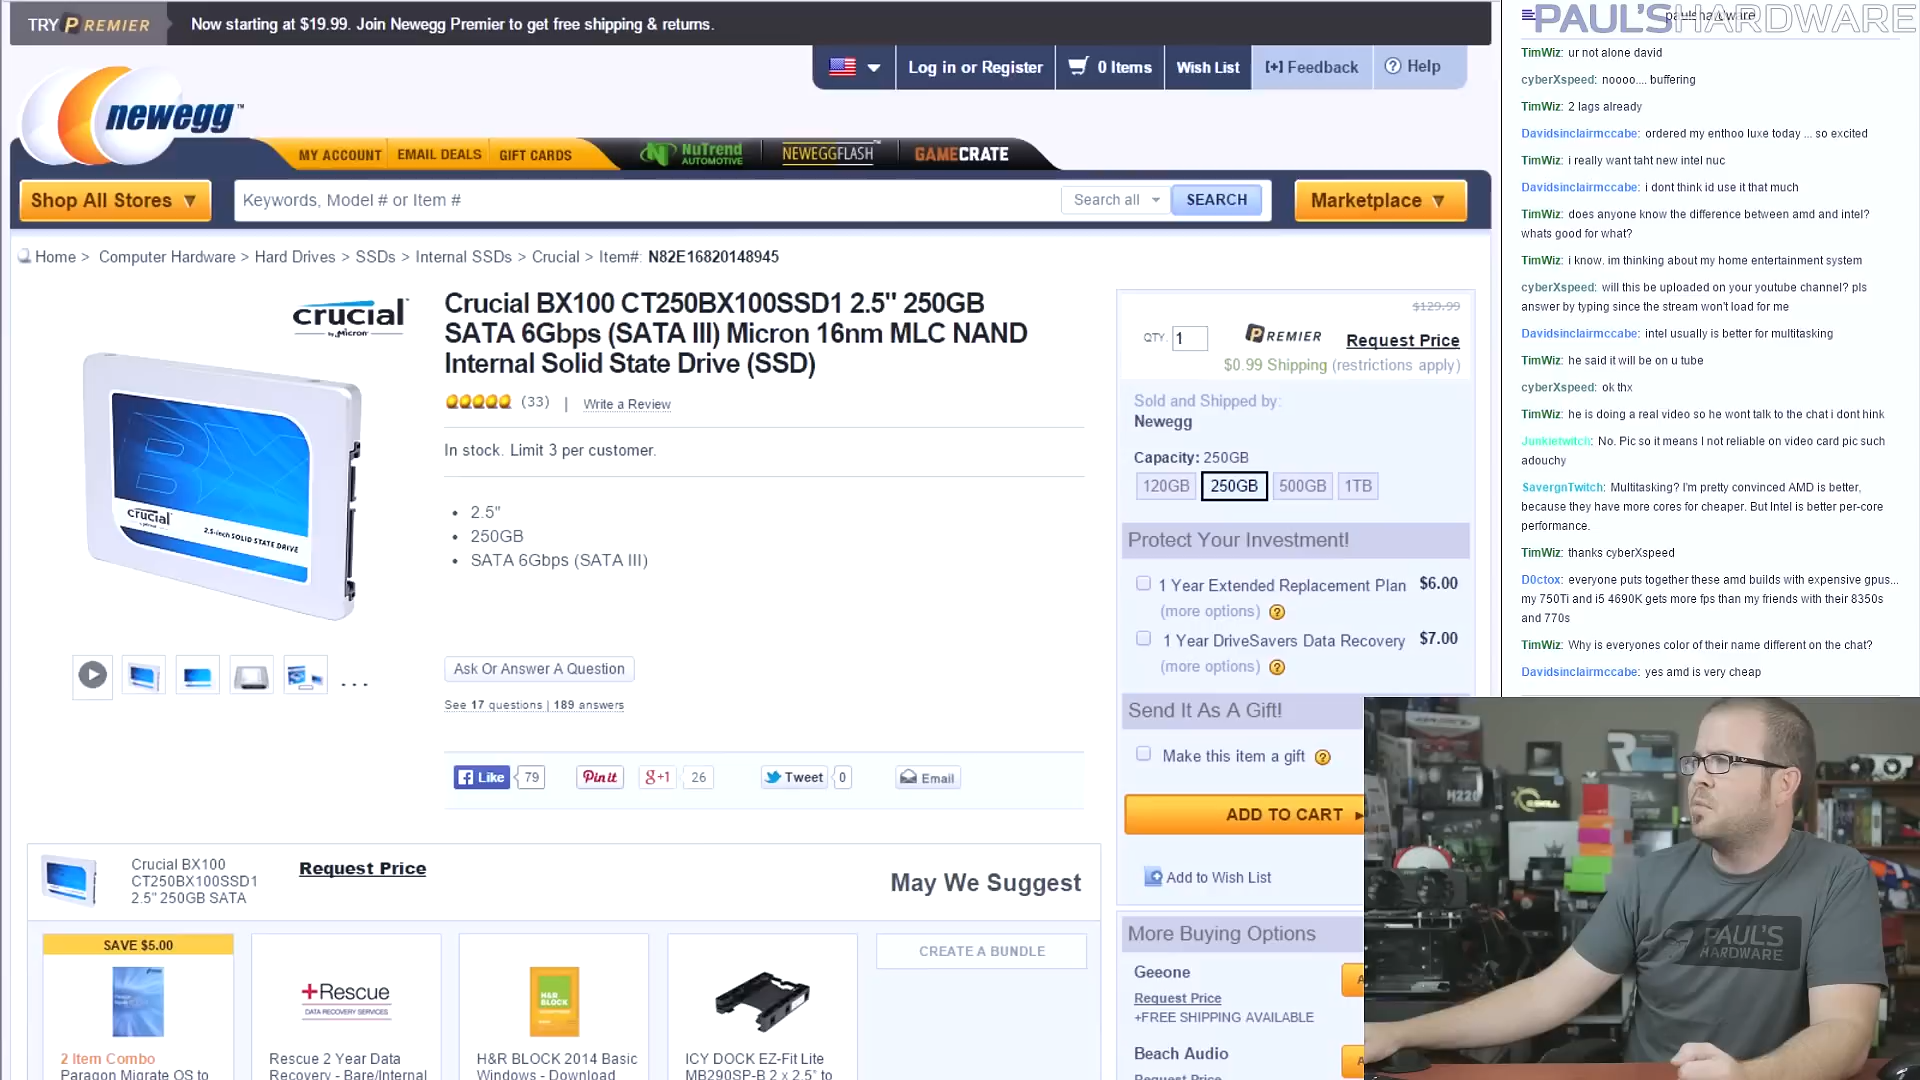 TRY PREMIER
Now starting at $19.99. Join Newegg Premier to get free shipping & returns.
Log in or Register
0 Items
Wish List
[+] Feedback
Help
newegg™
MY ACCOUNT
EMAIL DEALS
GIFT CARDS
NUTREND AUTOMOTIVE
NEWEGGFLASH
GAMECRATE
Shop All Stores
Keywords, Model # or Item #
Search all
SEARCH
Marketplace
Home > Computer Hardware > Hard Drives > SSDs > Internal SSDs > Crucial > Item#: N82E16820148945
crucial
by Micron
Crucial BX100 CT250BX100SSD1 2.5" 250GB
SATA 6Gbps (SATA III) Micron 16nm MLC NAND
Internal Solid State Drive (SSD)
(33) | Write a Review
In stock. Limit 3 per customer.
2.5"
250GB
SATA 6Gbps (SATA III)
BX
crucial
2.5-inch SOLID STATE DRIVE
...
Ask Or Answer A Question
See 17 questions | 189 answers
Like 79
Pin it
g+1 26
Tweet 0
Email
$129.99
QTY. 1
PREMIER
Request Price
$0.99 Shipping (restrictions apply)
Sold and Shipped by:
Newegg
Capacity: 250GB
120GB 250GB 500GB 1TB
Protect Your Investment!
1 Year Extended Replacement Plan $6.00
(more options) ?
1 Year DriveSavers Data Recovery $7.00
(more options) ?
Send It As A Gift!
Make this item a gift ?
ADD TO CART
Add to Wish List
More Buying Options
Geeone
Request Price
+FREE SHIPPING AVAILABLE
Beach Audio
Request Price
Crucial BX100
CT250BX100SSD1
2.5" 250GB SATA
Request Price
May We Suggest
SAVE $5.00
2 Item Combo
Paragon Migrate OS to
+Rescue
DATA RECOVERY SERVICES
Rescue 2 Year Data
Recovery - Bare/Internal
H&R BLOCK
H&R BLOCK 2014 Basic
Windows - Download
ICY DOCK EZ-Fit Lite
MB290SP-B 2 x 2.5" to
CREATE A BUNDLE
PAUL'S HARDWARE
paulshardware
TimWiz: ur not alone david
cyberXspeed: noooo.... buffering
TimWiz: 2 lags already
Davidsinclairmccabe: ordered my enthoo luxe today ... so excited
TimWiz: i really want taht new intel nuc
Davidsinclairmccabe: i dont think id use it that much
TimWiz: does anyone know the difference between amd and intel?
whats good for what?
TimWiz: i know. im thinking about my home entertainment system
cyberXspeed: will this be uploaded on your youtube channel? pls
answer by typing since the stream won't load for me
Davidsinclairmccabe: intel usually is better for multitasking
TimWiz: he said it will be on u tube
cyberXspeed: ok thx
TimWiz: he is doing a real video so he wont talk to the chat i dont hink
Junkietwitch: No. Pic so it means I not reliable on video card pic such
adouchy
SavergnTwitch: Multitasking? I'm pretty convinced AMD is better,
because they have more cores for cheaper. But Intel is better per-core
performance.
TimWiz: thanks cyberXspeed
D0ctox: everyone puts together these amd builds with expensive gpus...
my 750Ti and i5 4690K gets more fps than my friends with their 8350s
and 770s
TimWiz: Why is everyones color of their name different on the chat?
Davidsinclairmccabe: yes amd is very cheap
H220
PAUL'S
HARDWARE